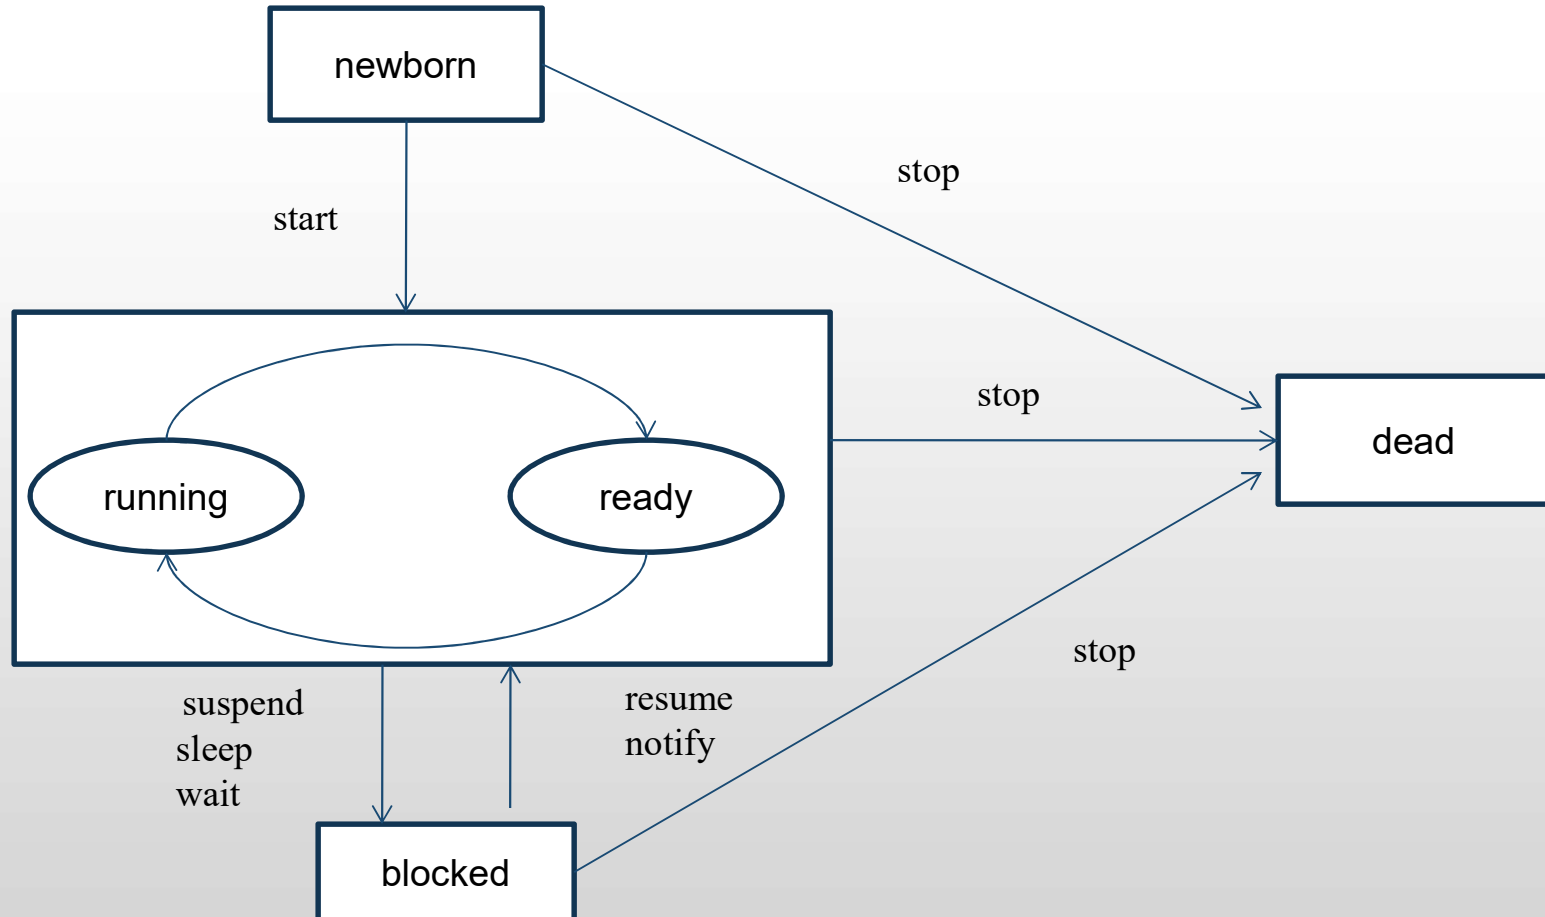 newborn
stop
start
stop
dead
running
ready
stop
suspend
sleep
wait
resume
notify
blocked